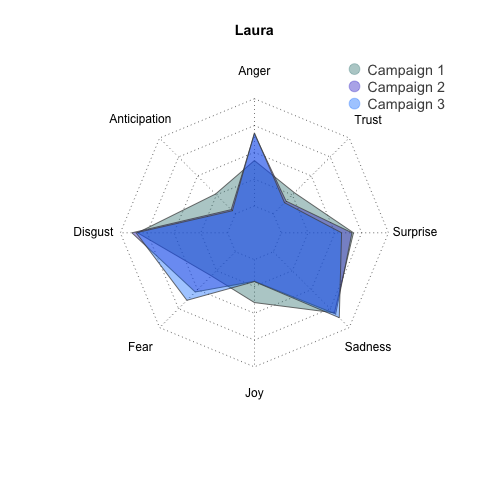 Laura
Anger
Campaign 1
Campaign 2
Campaign 3
Anticipation
Trust
Disgust
Surprise
Fear
Sadness
Joy